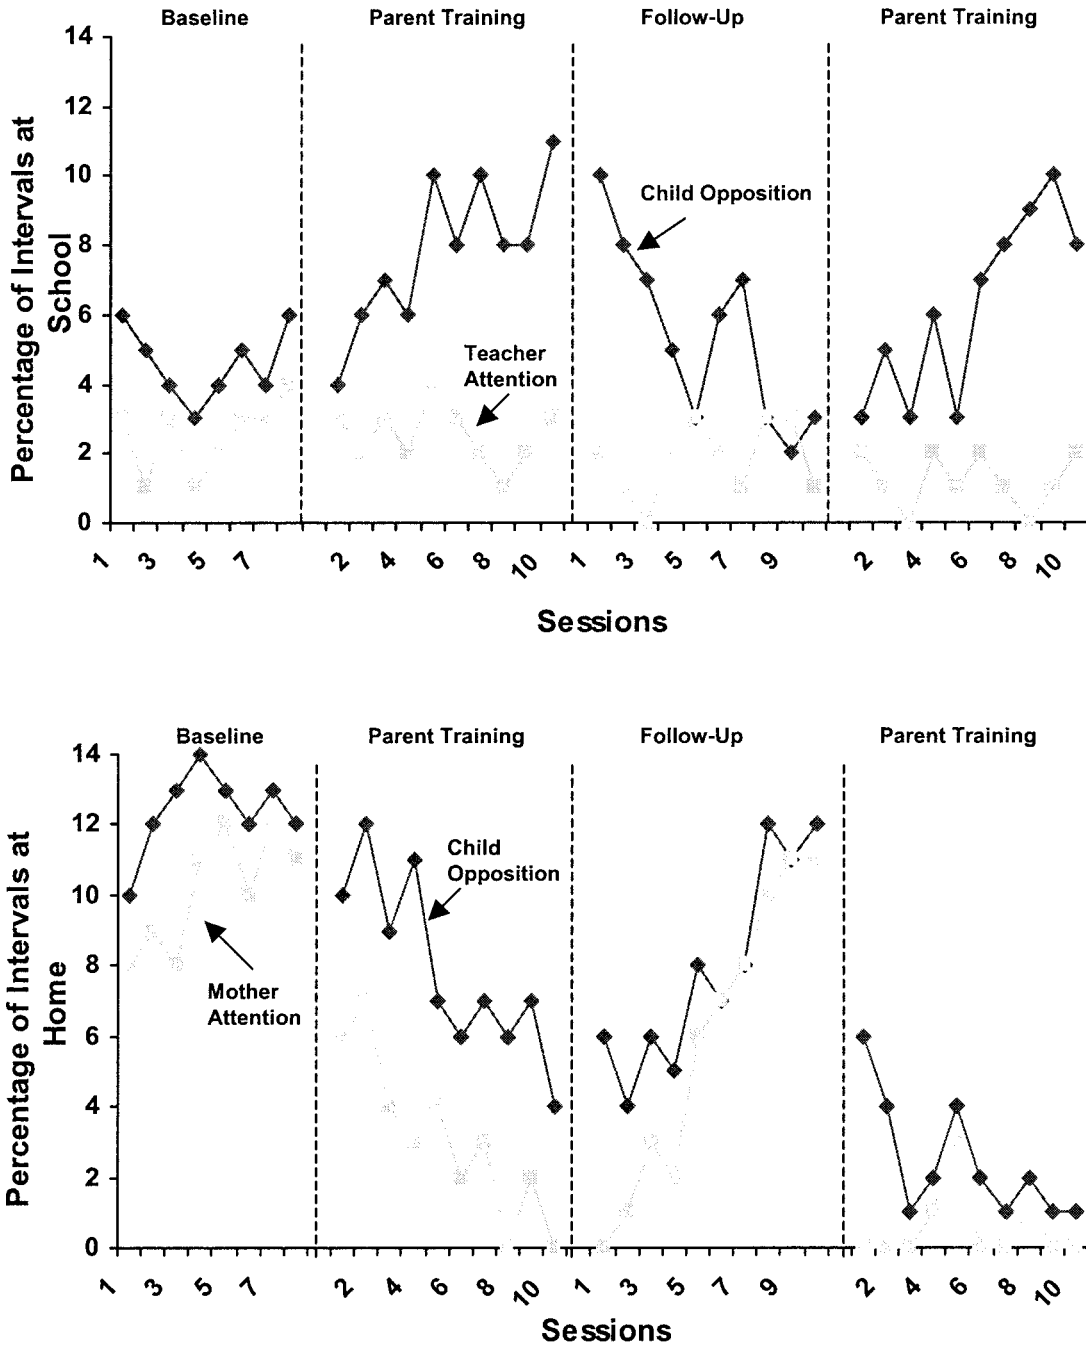 Baseline Parent Training Follow-Up Parent Training
14
12
10
8
6
4
2
0
Percentage of Intervals at
School
Child Opposition
Teacher
Attention
1 3 5 7 2 4 6 8 10 1 3 5 7 9 2 4 6 8 10
Sessions
Baseline Parent Training Follow-Up Parent Training
14
12
10
8
6
4
2
0
Percentage of Intervals at
Home
Child
Opposition
Mother
Attention
1 3 5 7 2 4 6 8 10 1 3 5 7 9 2 4 6 8 10
Sessions